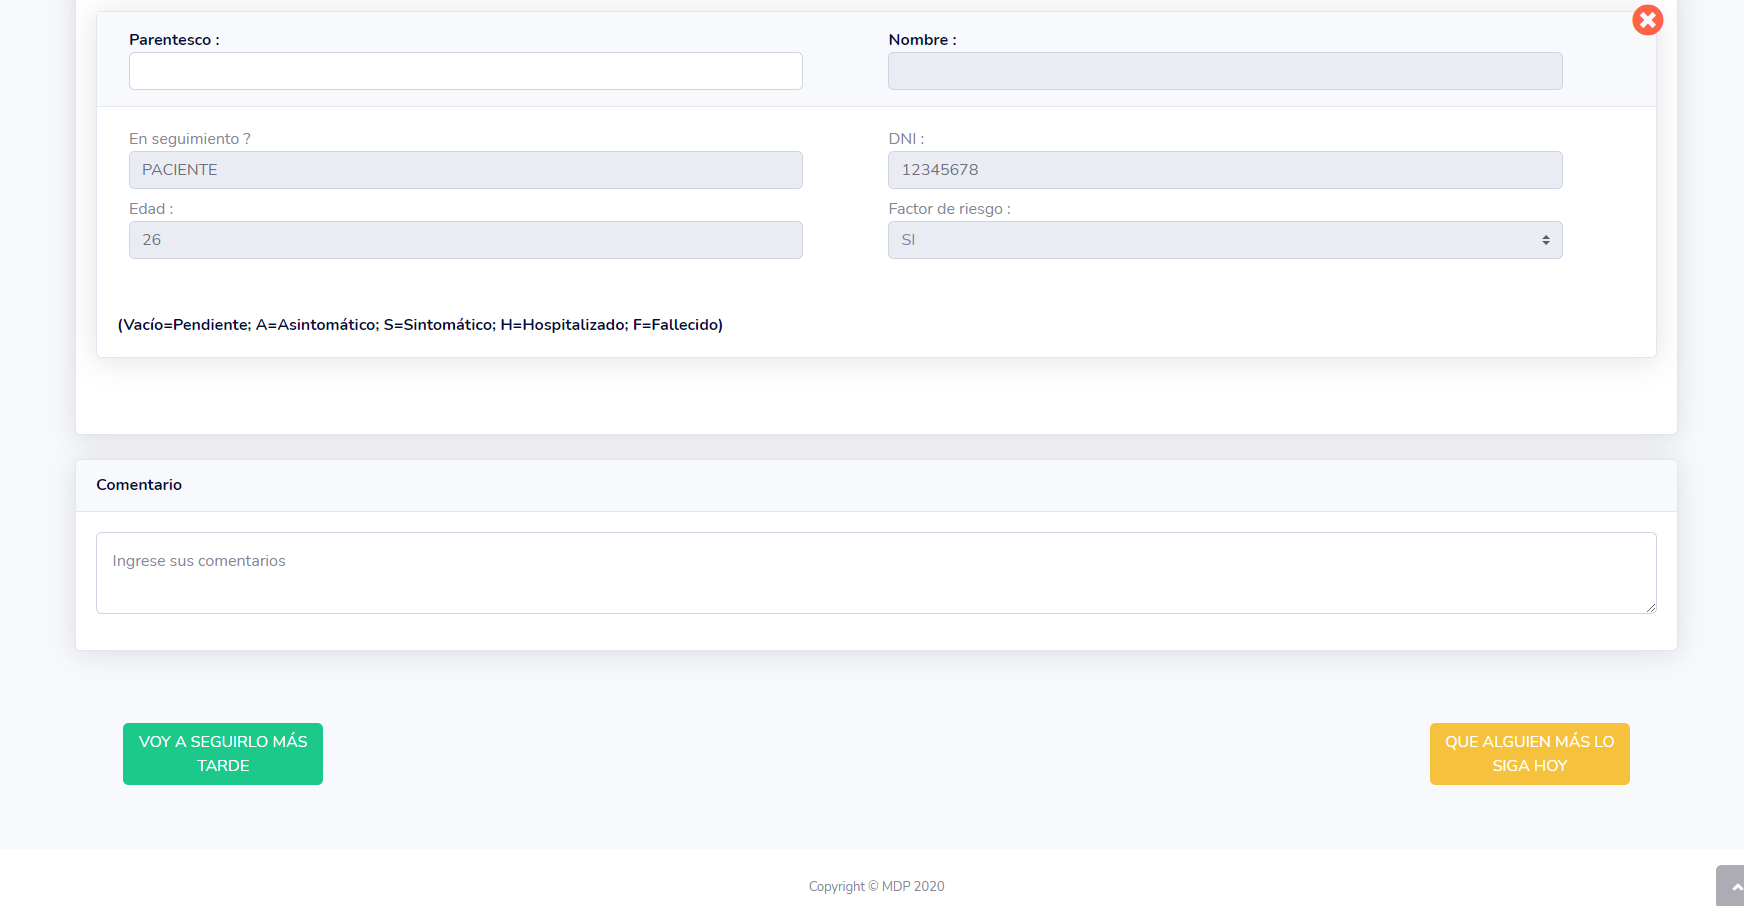 Parentesco :
Nombre :
En seguimiento ?
DNI :
PACIENTE
12345678
Edad :
Factor de riesgo :
26
SI
(Vacío=Pendiente; A=Asintomático; S=Sintomático; H=Hospitalizado; F=Fallecido)
Comentario
Ingrese sus comentarios
VOY A SEGUIRLO MÁS
TARDE
QUE ALGUIEN MÁS LO
SIGA HOY
Copyright © MDP 2020